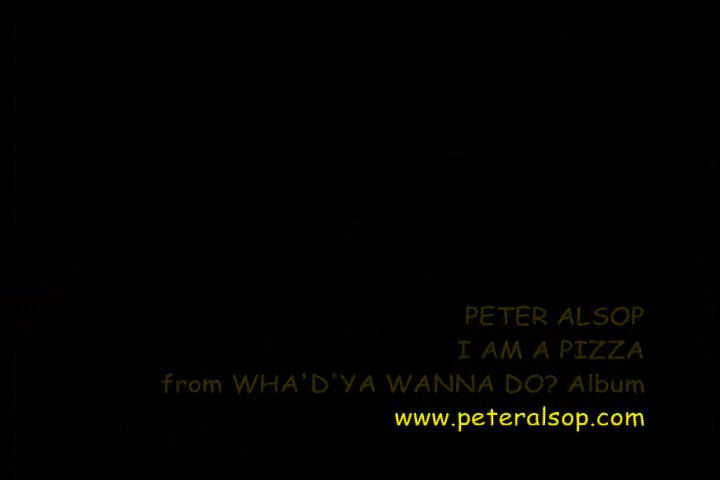 PETER ALSOP
I AM A PIZZA
from WHA'D'YA WANNA DO? Album
www.peteralsop.com